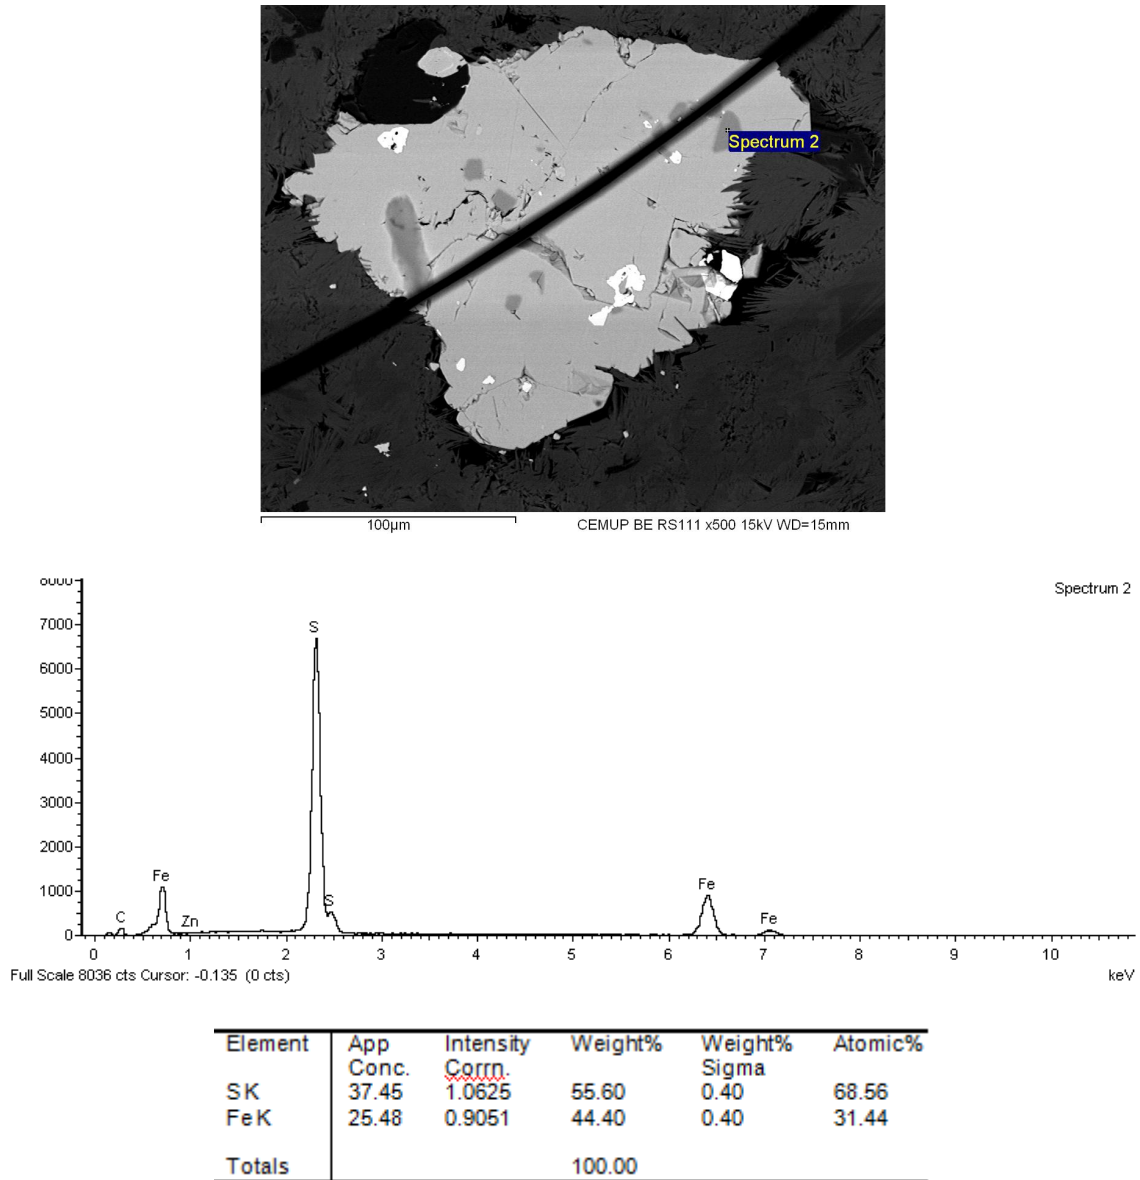 Spectrum 2
100µm CEMUP BE RS111 x500 15kV WD=15mm
8000
Spectrum 2
7000
S
6000
5000
4000
3000
2000
Fe
1000
Fe
S
C
Zn
Fe
0
0 1 2 3 4 5 6 7 8 9 10
Full Scale 8036 cts Cursor: -0.135 (0 cts) keV
Element App Intensity Weight% Weight% Atomic%
Conc. Corrn. Sigma
S K 37.45 1.0625 55.60 0.40 68.56
Fe K 25.48 0.9051 44.40 0.40 31.44
Totals 100.00